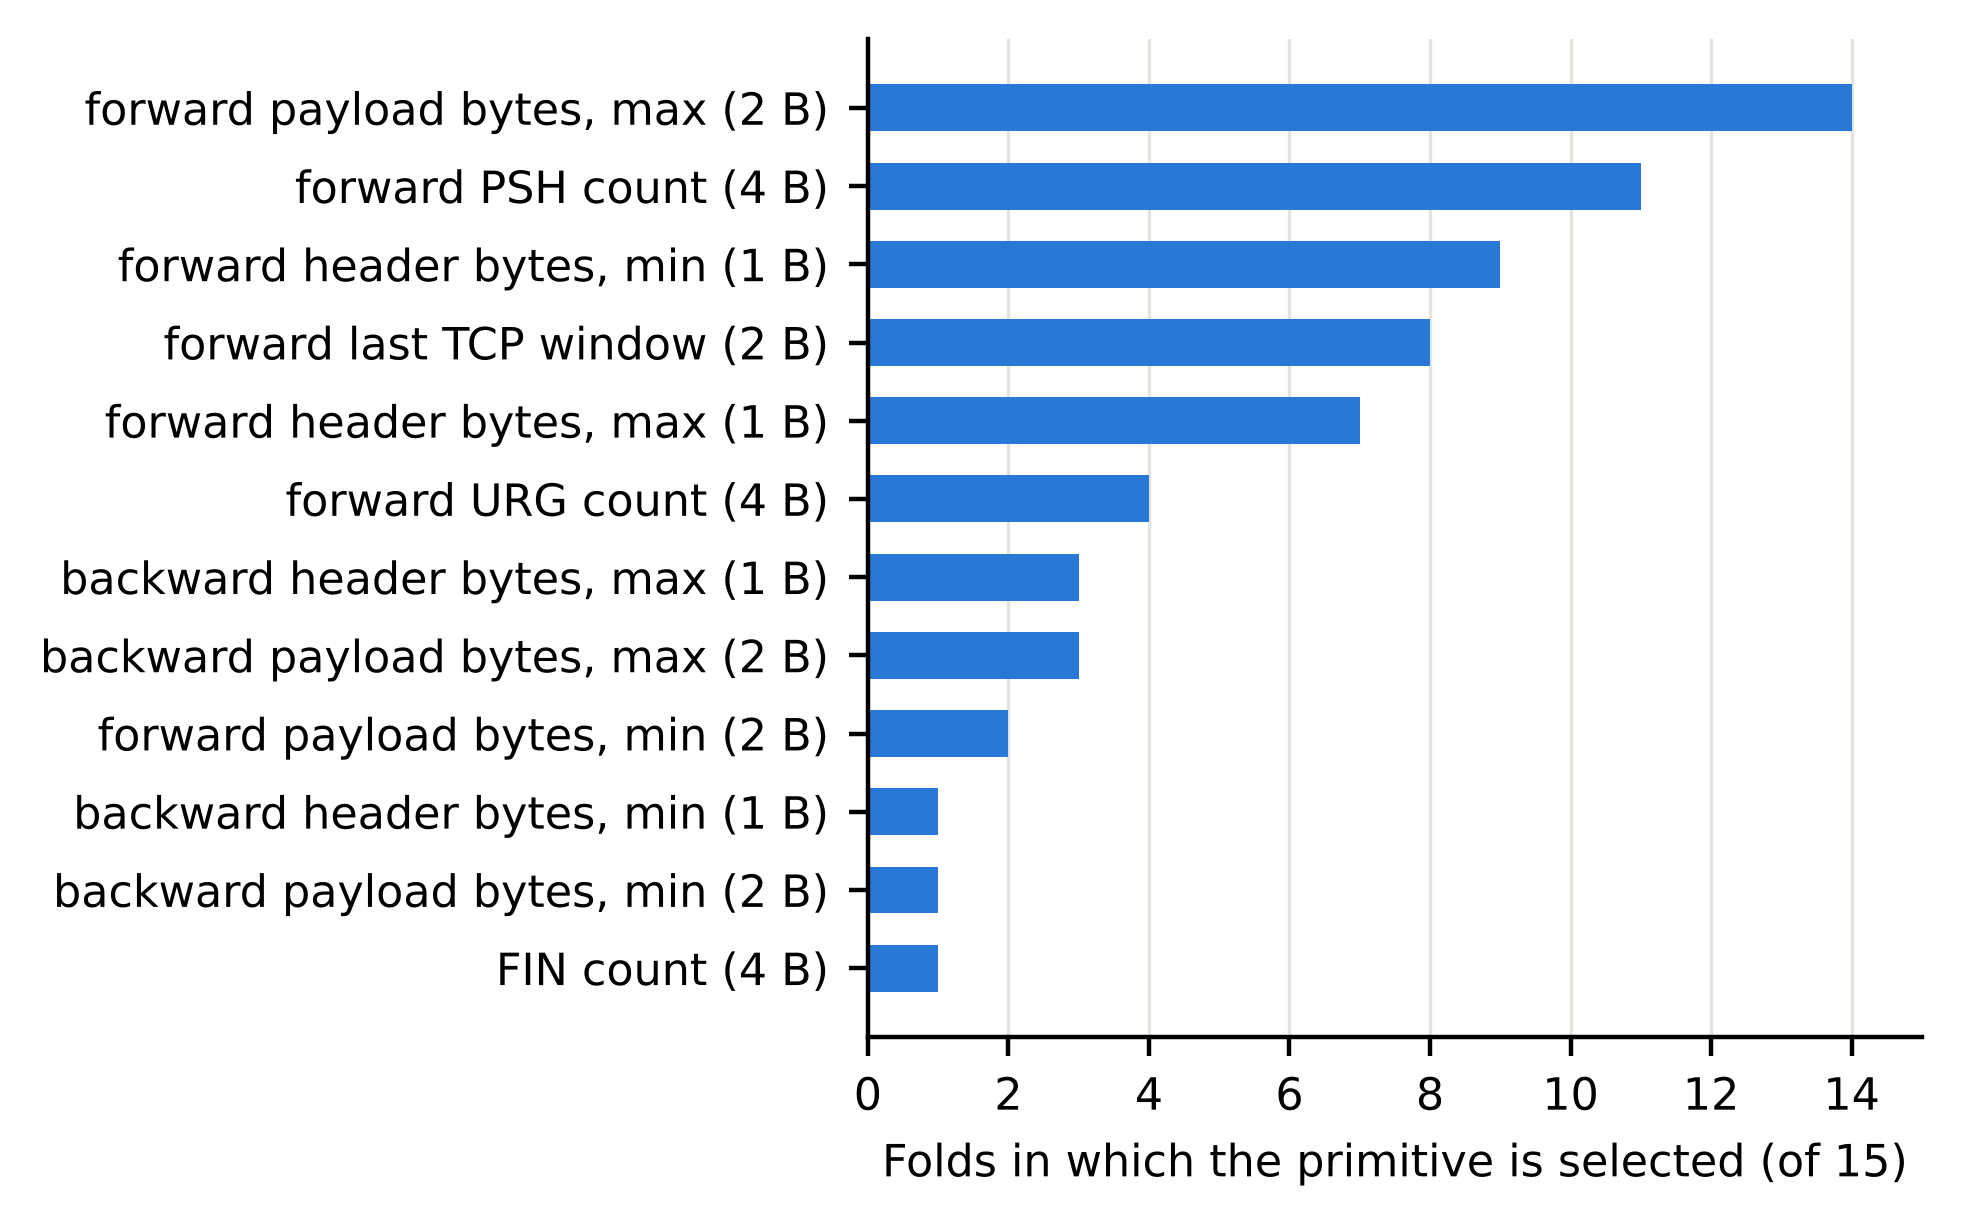 forward payload bytes, max (2 B)
forward PSH count (4 B)
forward header bytes, min (1 B)
forward last TCP window (2 B)
forward header bytes, max (1 B)
forward URG count (4 B)
backward header bytes, max (1 B)
backward payload bytes, max (2 B)
forward payload bytes, min (2 B)
backward header bytes, min (1 B)
backward payload bytes, min (2 B)
FIN count (4 B)
0 2 4 6 8 10 12 14
Folds in which the primitive is selected (of 15)